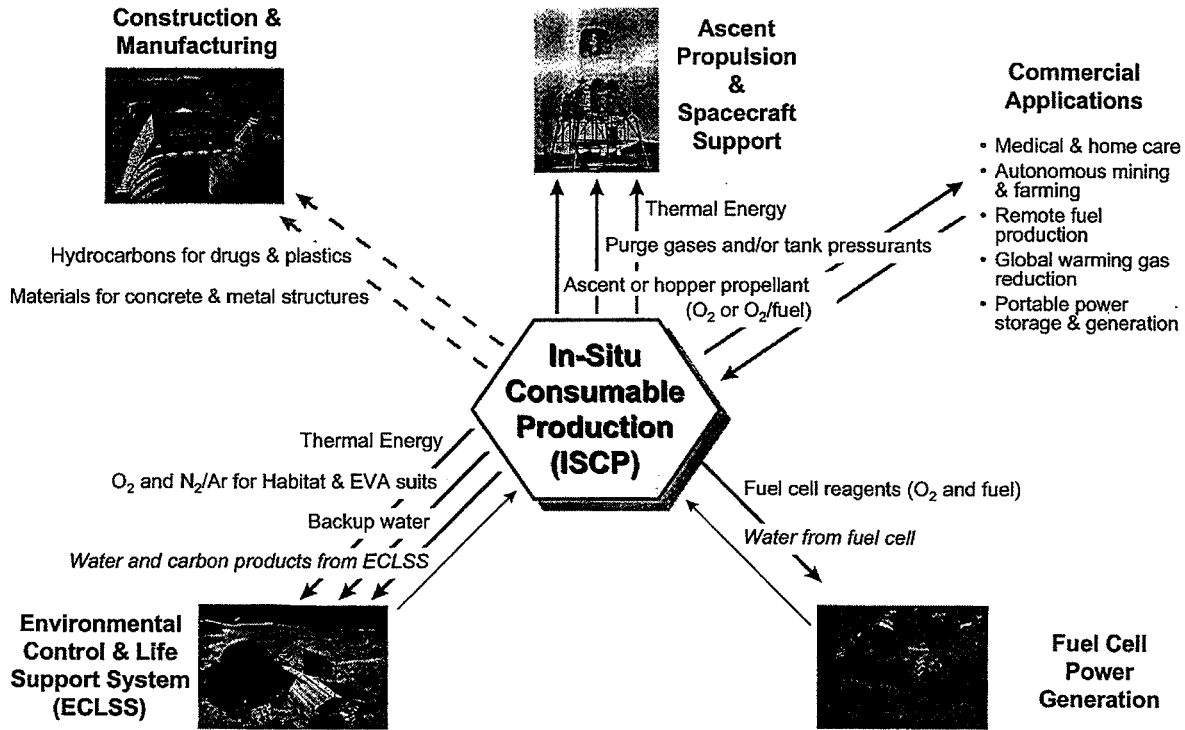 Construction &
Manufacturing
Ascent
Propulsion
&
Spacecraft
Support
Commercial
Applications
• Medical & home care
• Autonomous mining
& farming
• Remote fuel
production
• Global warming gas
reduction
• Portable power
storage & generation
Thermal Energy
Purge gases and/or tank pressurants
Ascent or hopper propellant
(O₂ or O₂/fuel)
Hydrocarbons for drugs & plastics
Materials for concrete & metal structures
In-Situ
Consumable
Production
(ISCP)
Thermal Energy
O₂ and N₂/Ar for Habitat & EVA suits
Backup water
Water and carbon products from ECLSS
Fuel cell reagents (O₂ and fuel)
Water from fuel cell
Environmental
Control & Life
Support System
(ECLSS)
Fuel Cell
Power
Generation